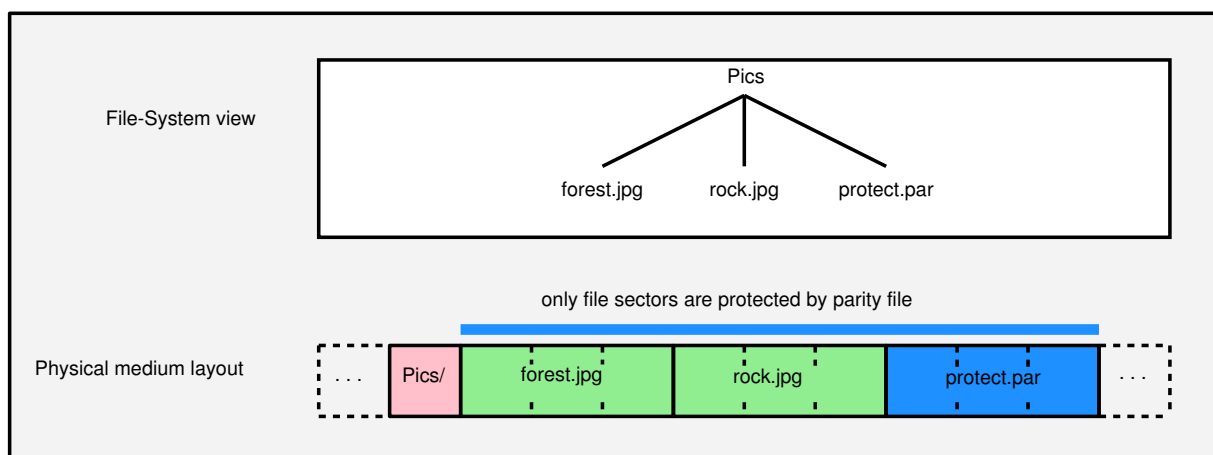 Pics
File-System view
forest.jpg rock.jpg protect.par
only file sectors are protected by parity file
Physical medium layout
. . . Pics/ forest.jpg rock.jpg protect.par . . .